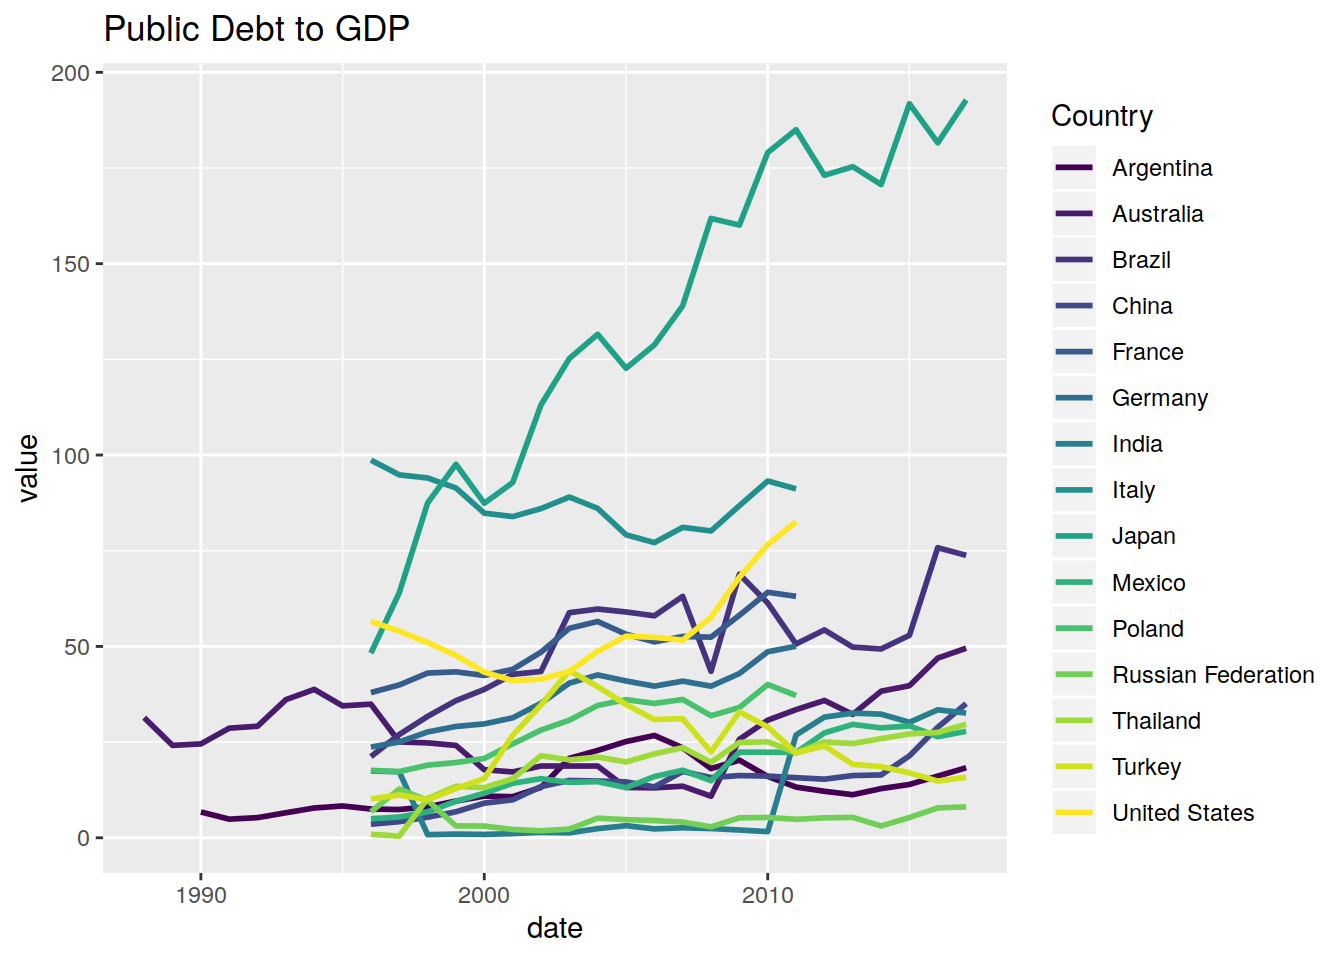 Public Debt to GDP
200
150
100
50
0
value
1990
2000
2010
date
Country
Argentina
Australia
Brazil
China
France
Germany
India
Italy
Japan
Mexico
Poland
Russian Federation
Thailand
Turkey
United States